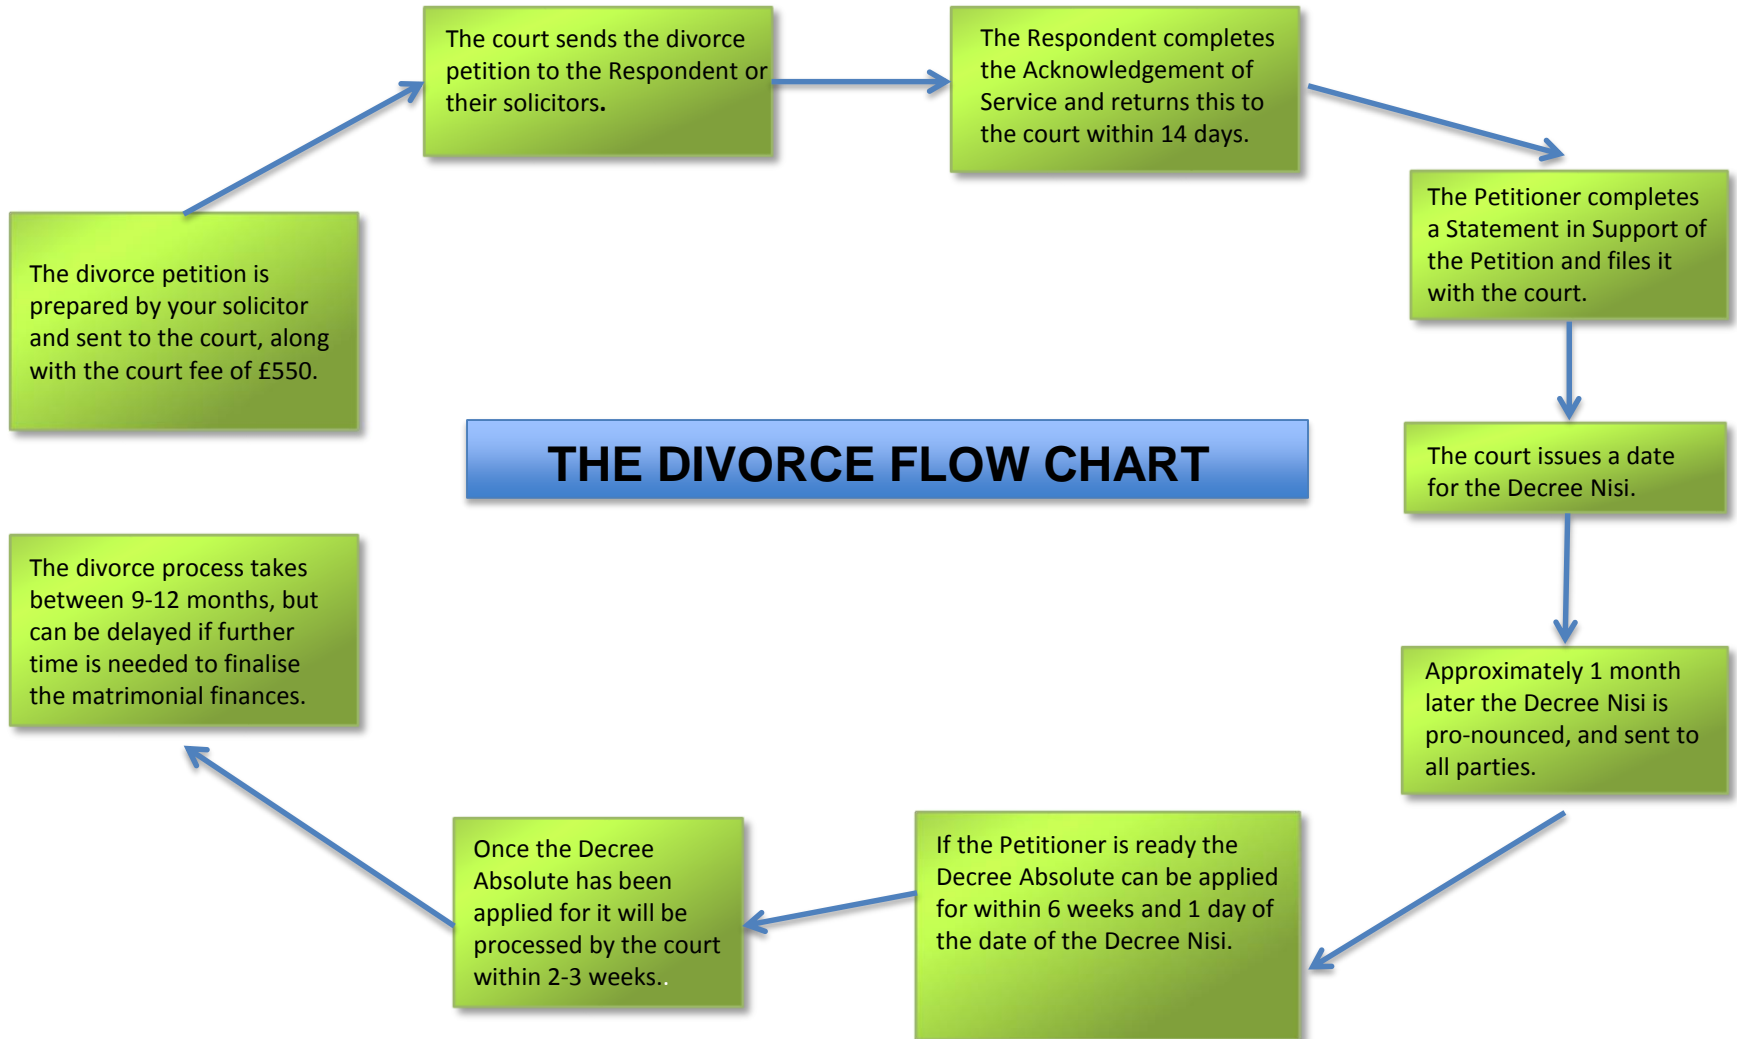 The divorce petition is
prepared by your solicitor
and sent to the court, along
with the court fee of £550.
The court sends the divorce
petition to the Respondent or
their solicitors.
The Respondent completes
the Acknowledgement of
Service and returns this to
the court within 14 days.
The Petitioner completes
a Statement in Support of
the Petition and files it
with the court.
The court issues a date
for the Decree Nisi.
Approximately 1 month
later the Decree Nisi is
pro-nounced, and sent to
all parties.
If the Petitioner is ready the
Decree Absolute can be applied
for within 6 weeks and 1 day of
the date of the Decree Nisi.
Once the Decree
Absolute has been
applied for it will be
processed by the court
within 2-3 weeks..
The divorce process takes
between 9-12 months, but
can be delayed if further
time is needed to finalise
the matrimonial finances.
THE DIVORCE FLOW CHART